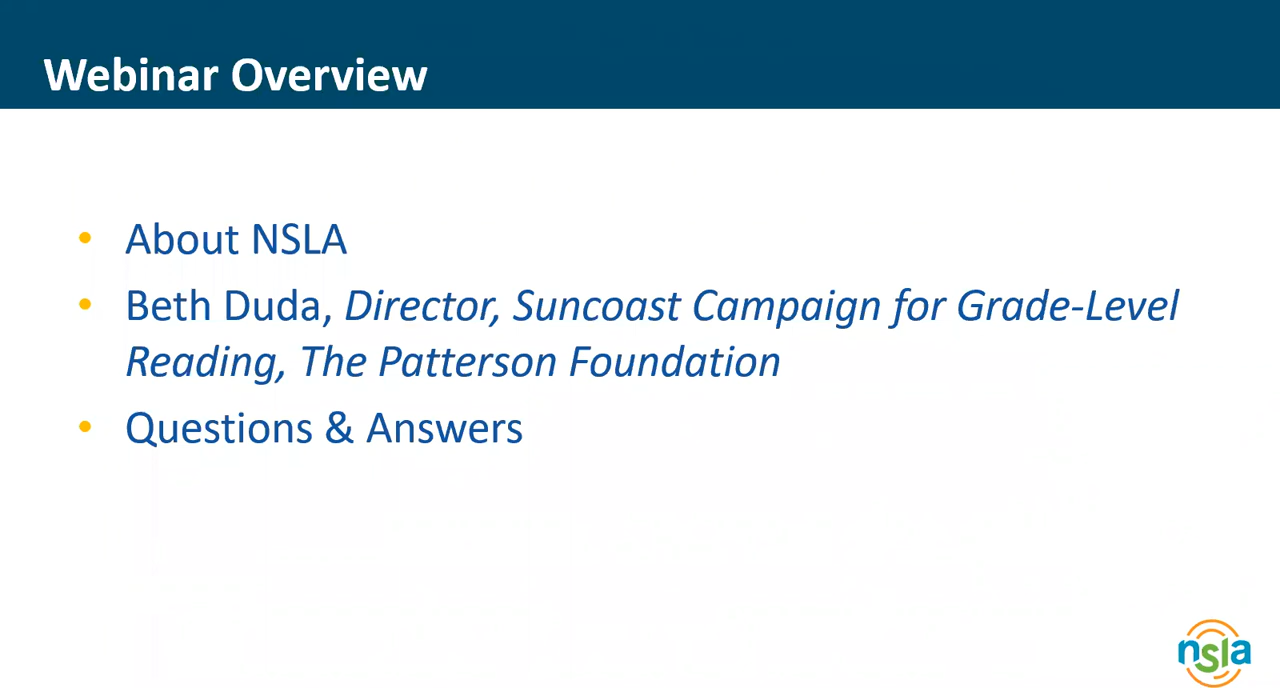 Webinar Overview
• About NSLA
• Beth Duda, Director, Suncoast Campaign for Grade-Level
Reading, The Patterson Foundation
• Questions & Answers
nsla